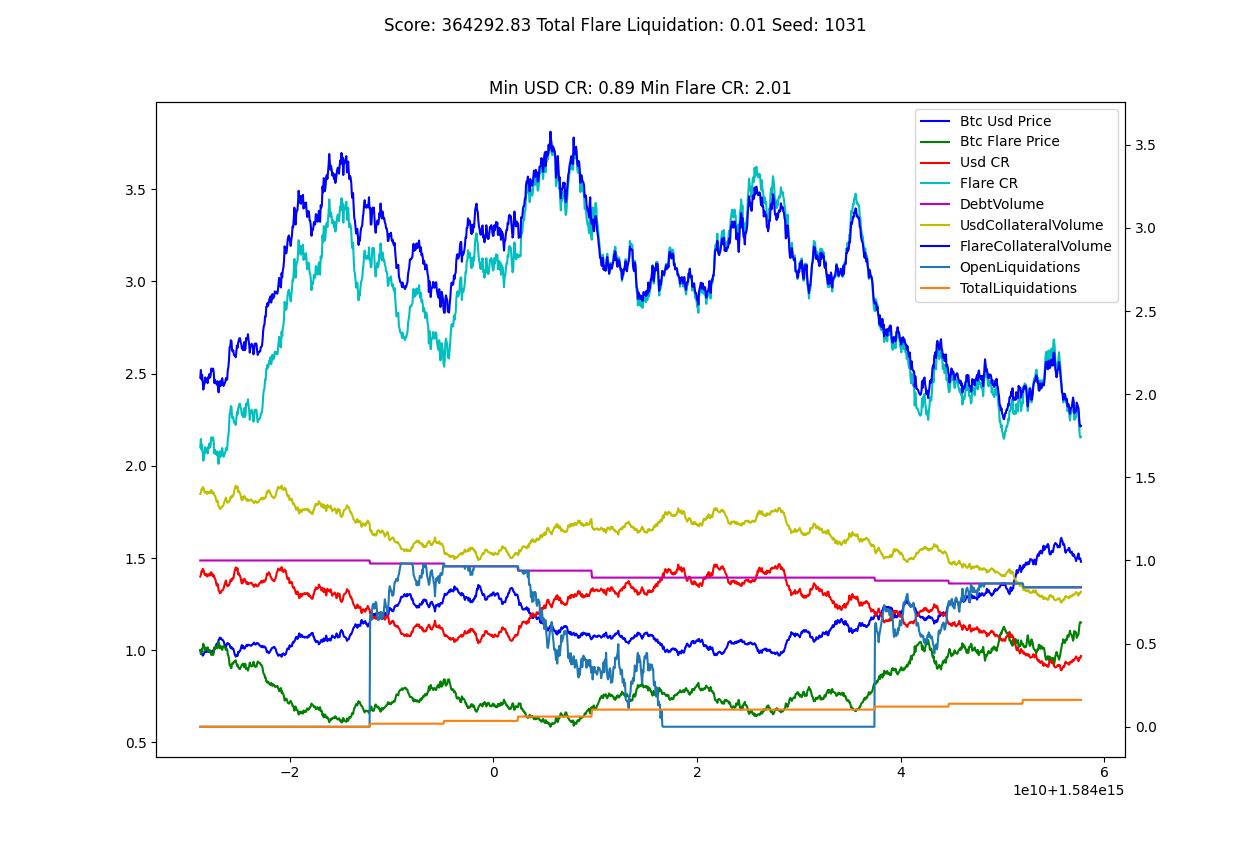 Score: 364292.83 Total Flare Liquidation: 0.01 Seed: 1031
Min USD CR: 0.89 Min Flare CR: 2.01
Btc Usd Price
Btc Flare Price
Usd CR
Flare CR
DebtVolume
UsdCollateralVolume
FlareCollateralVolume
OpenLiquidations
TotalLiquidations
3.5
3.0
2.5
2.0
1.5
1.0
0.5
3.5
3.0
2.5
2.0
1.5
1.0
0.5
0.0
−2
0
2
4
6
1e10+1.584e15